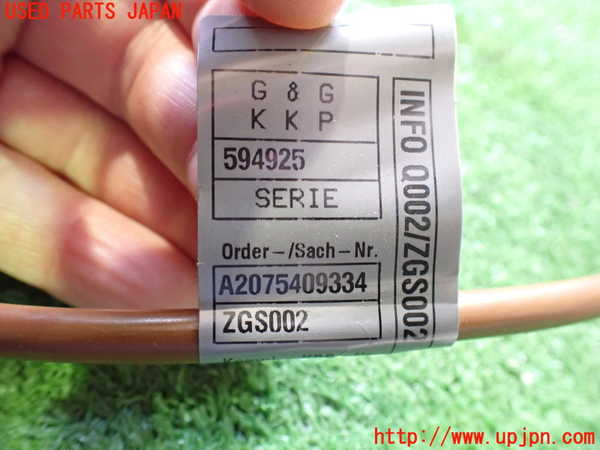 USED PARTS JAPAN
G & G
K K P
594925
SERIE
Order-/Sach-Nr.
A2075409334
ZGS002
INFO Q002/ZGS002
http://www.upjpn.com/